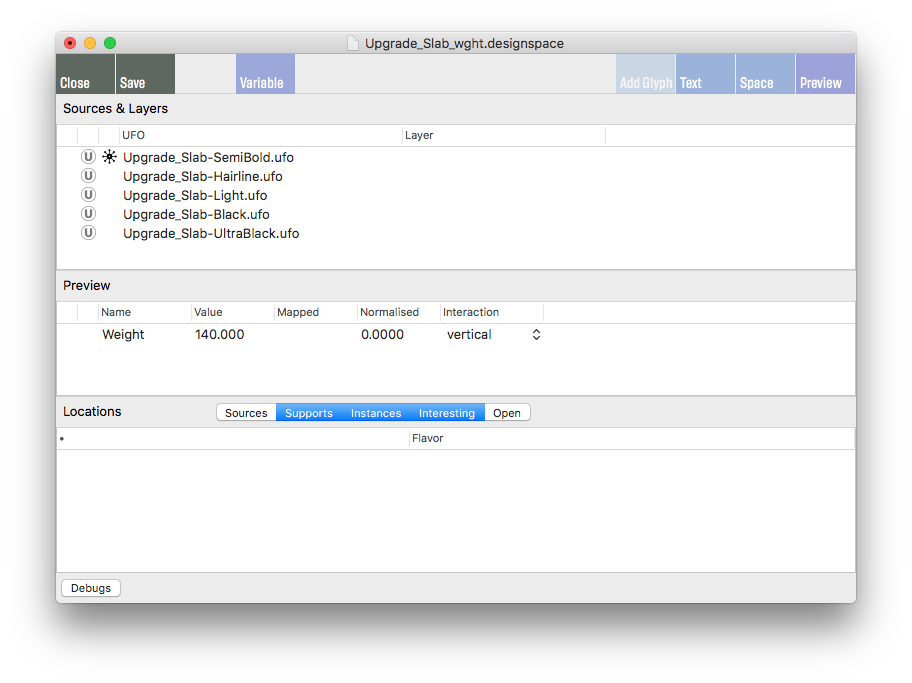 Upgrade_Slab_wght.designspace
Close Save Variable Add Glyph Text Space Preview
Sources & Layers
UFO Layer
U Upgrade_Slab-SemiBold.ufo
U Upgrade_Slab-Hairline.ufo
U Upgrade_Slab-Light.ufo
U Upgrade_Slab-Black.ufo
U Upgrade_Slab-UltraBlack.ufo
Preview
Name Value Mapped Normalised Interaction
Weight 140.000 0.0000 vertical
Locations Sources Supports Instances Interesting Open
• Flavor
Debugs